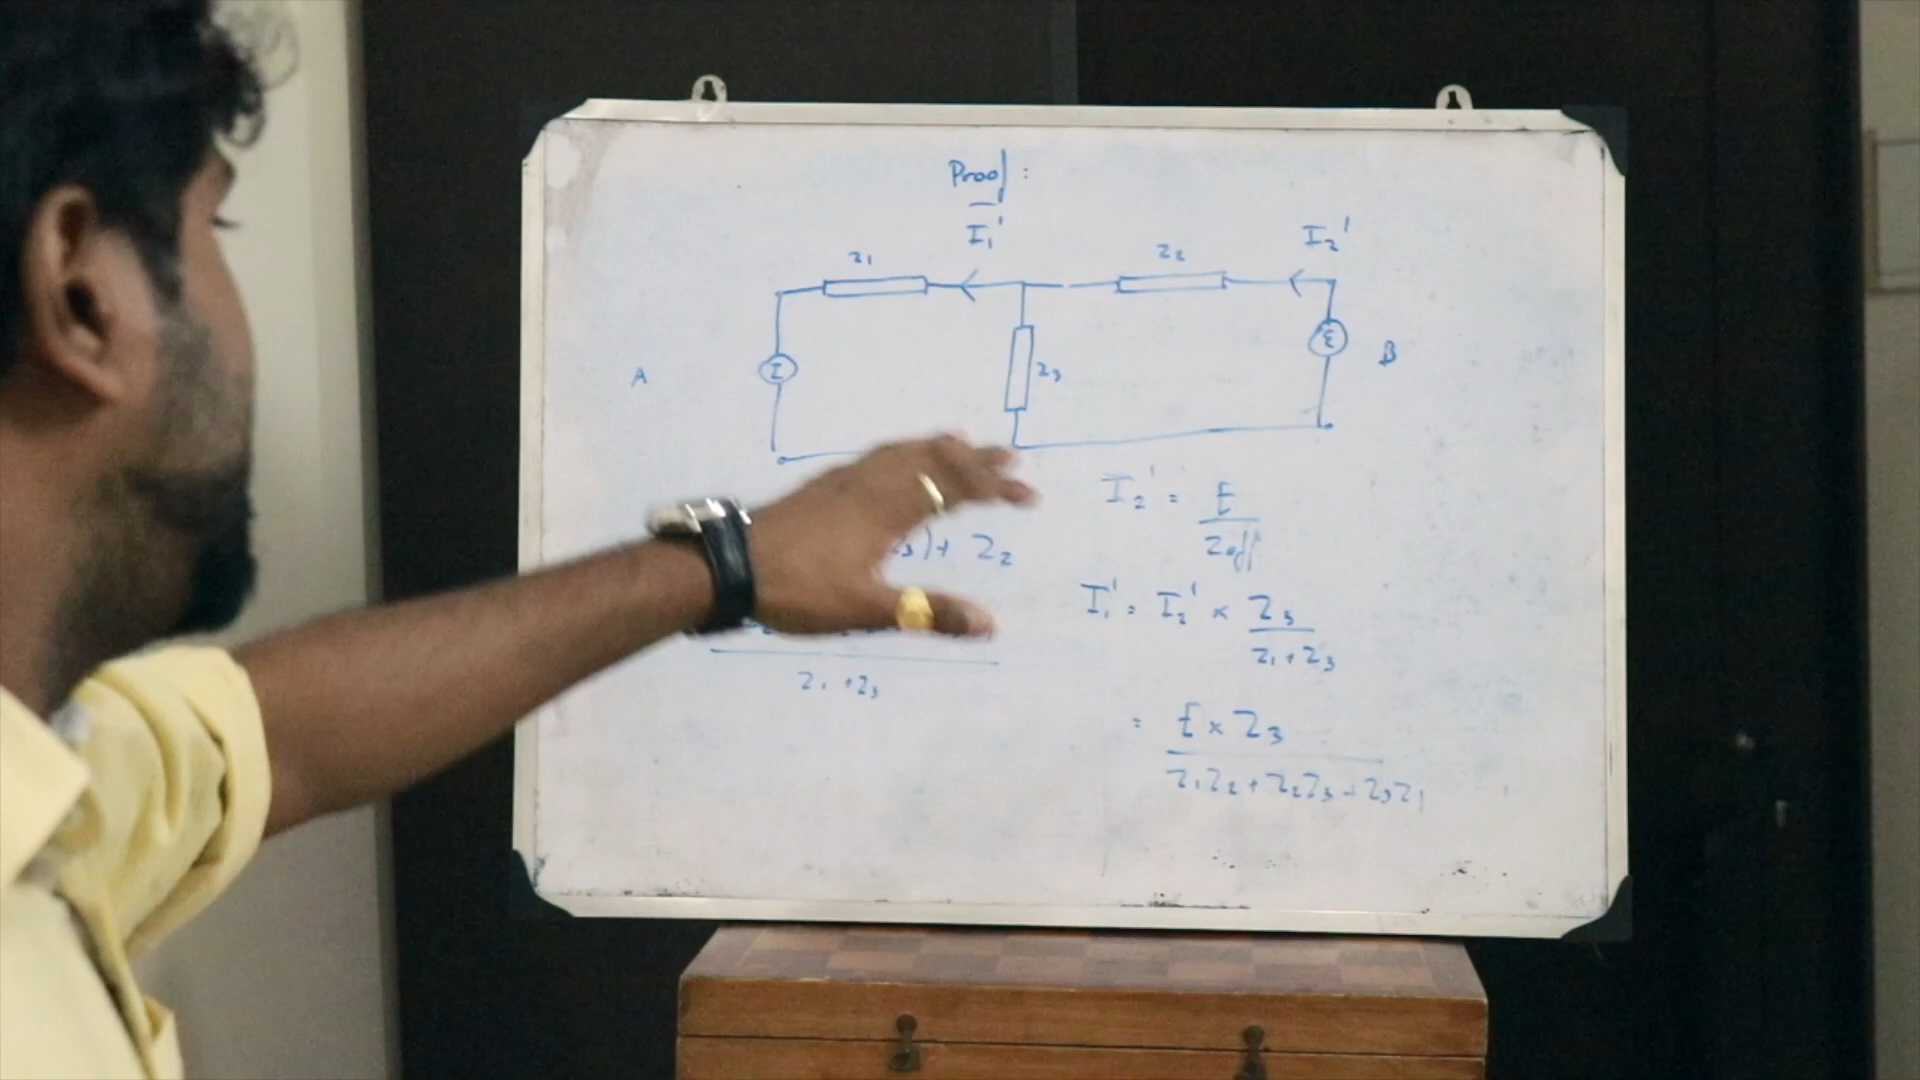 Proof :
I₁'
I₂'
Z₁
Z₂
I
Z₃
E
A
B
Z₃) + Z₂
Z₁ + Z₃
I₂' = E
Zeff
I₁' = I₂' × Z₃
Z₁ + Z₃
= E × Z₃
Z₁Z₂ + Z₂Z₃ + Z₃Z₁